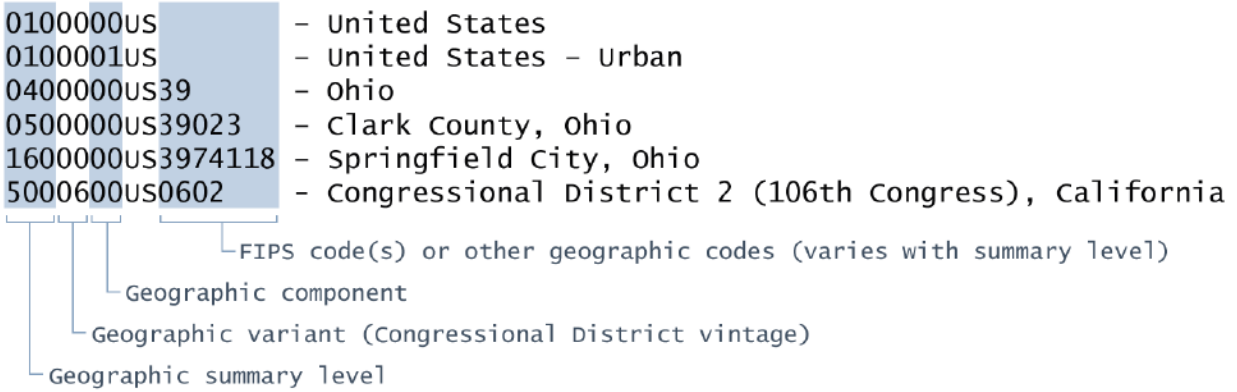 0100000US – United States
0100001US – United States – Urban
0400000US39 – Ohio
0500000US39023 – Clark County, Ohio
1600000US3974118 – Springfield City, Ohio
5000600US0602 – Congressional District 2 (106th Congress), California
FIPS code(s) or other geographic codes (varies with summary level)
Geographic component
Geographic variant (Congressional District vintage)
Geographic summary level